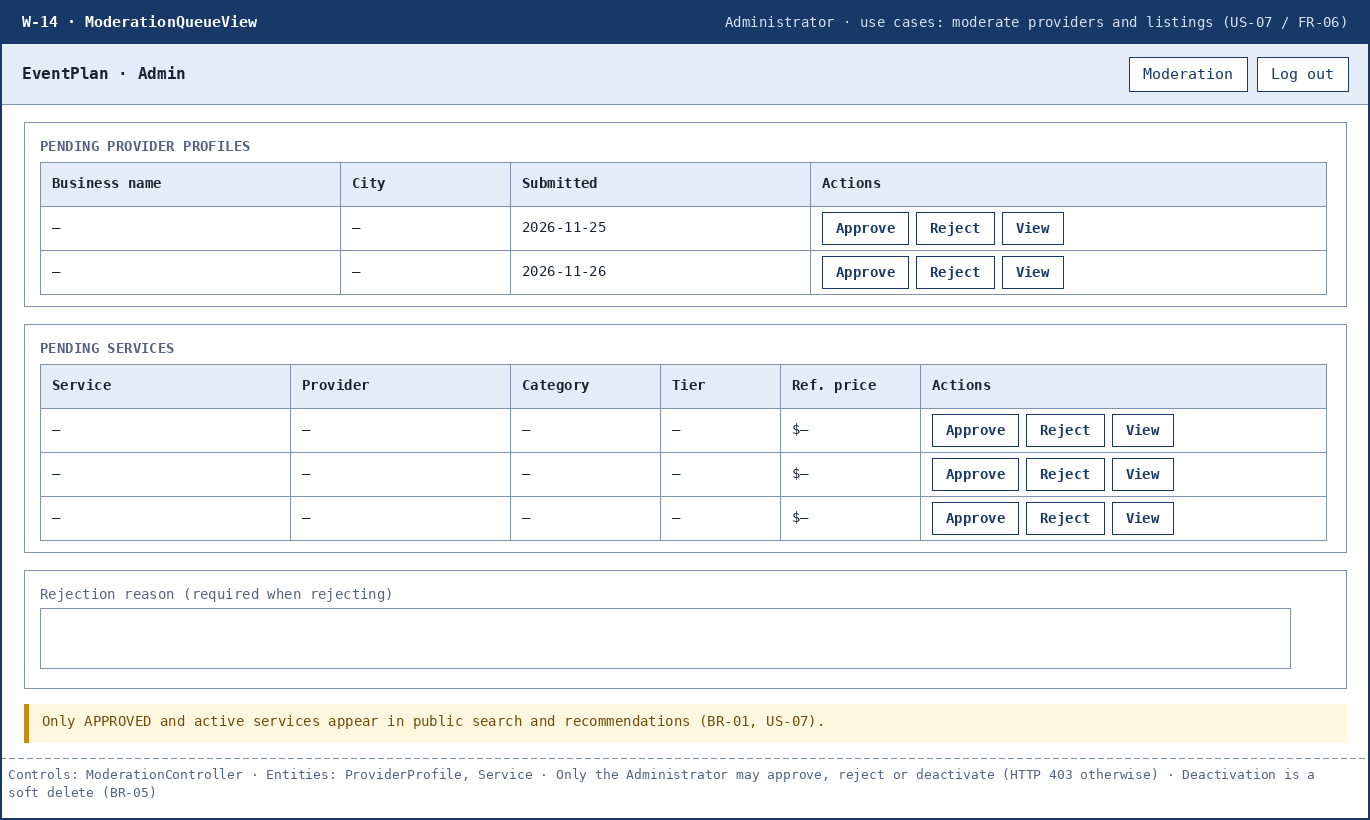 W-14 · ModerationQueueView
Administrator · use cases: moderate providers and listings (US-07 / FR-06)
EventPlan · Admin
Moderation
Log out
PENDING PROVIDER PROFILES
Business name City Submitted Actions
— — 2026-11-25 Approve Reject View
— — 2026-11-26 Approve Reject View
PENDING SERVICES
Service Provider Category Tier Ref. price Actions
— — — — $— Approve Reject View
— — — — $— Approve Reject View
— — — — $— Approve Reject View
Rejection reason (required when rejecting)
Only APPROVED and active services appear in public search and recommendations (BR-01, US-07).
Controls: ModerationController · Entities: ProviderProfile, Service · Only the Administrator may approve, reject or deactivate (HTTP 403 otherwise) · Deactivation is a
soft delete (BR-05)